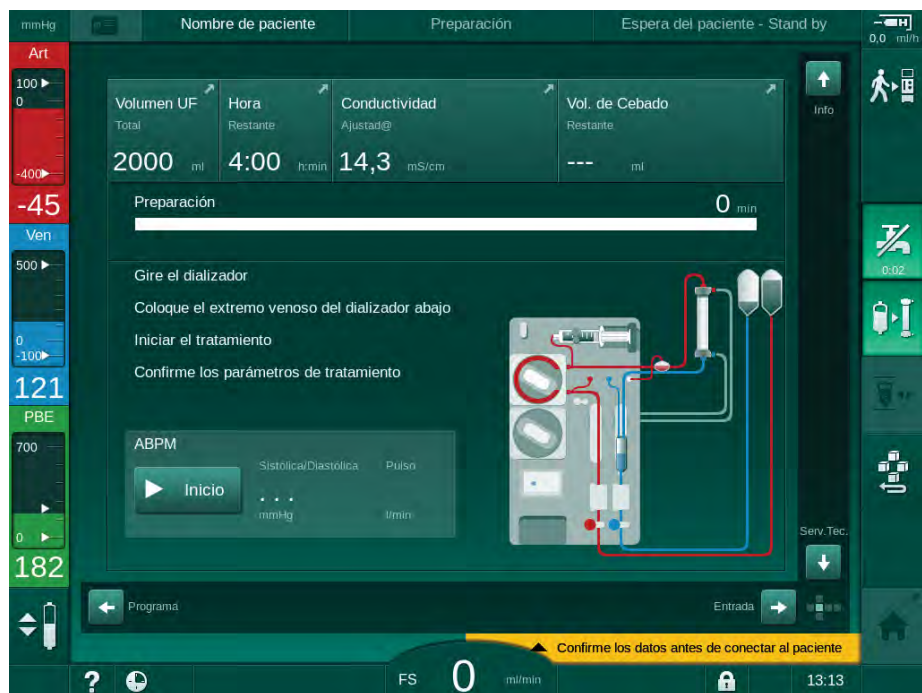 mmHg
Nombre de paciente
Preparación
Espera del paciente - Stand by
0,0 ml/h
Art
100
0
-400
-45
Ven
500
0
-100
121
PBE
700
0
182
Volumen UF
Total
2000 ml
Hora
Restante
4:00 h:min
Conductividad
Ajustad@
14,3 mS/cm
Vol. de Cebado
Restante
--- ml
Info
Preparación
0 min
Gire el dializador
Coloque el extremo venoso del dializador abajo
Iniciar el tratamiento
Confirme los parámetros de tratamiento
ABPM
Inicio
Sistólica/Diastólica
Pulso
. . .
mmHg
l/min
0:02
Serv.Tec.
Programa
Entrada
Confirme los datos antes de conectar al paciente
?
FS 0 ml/min
13:13